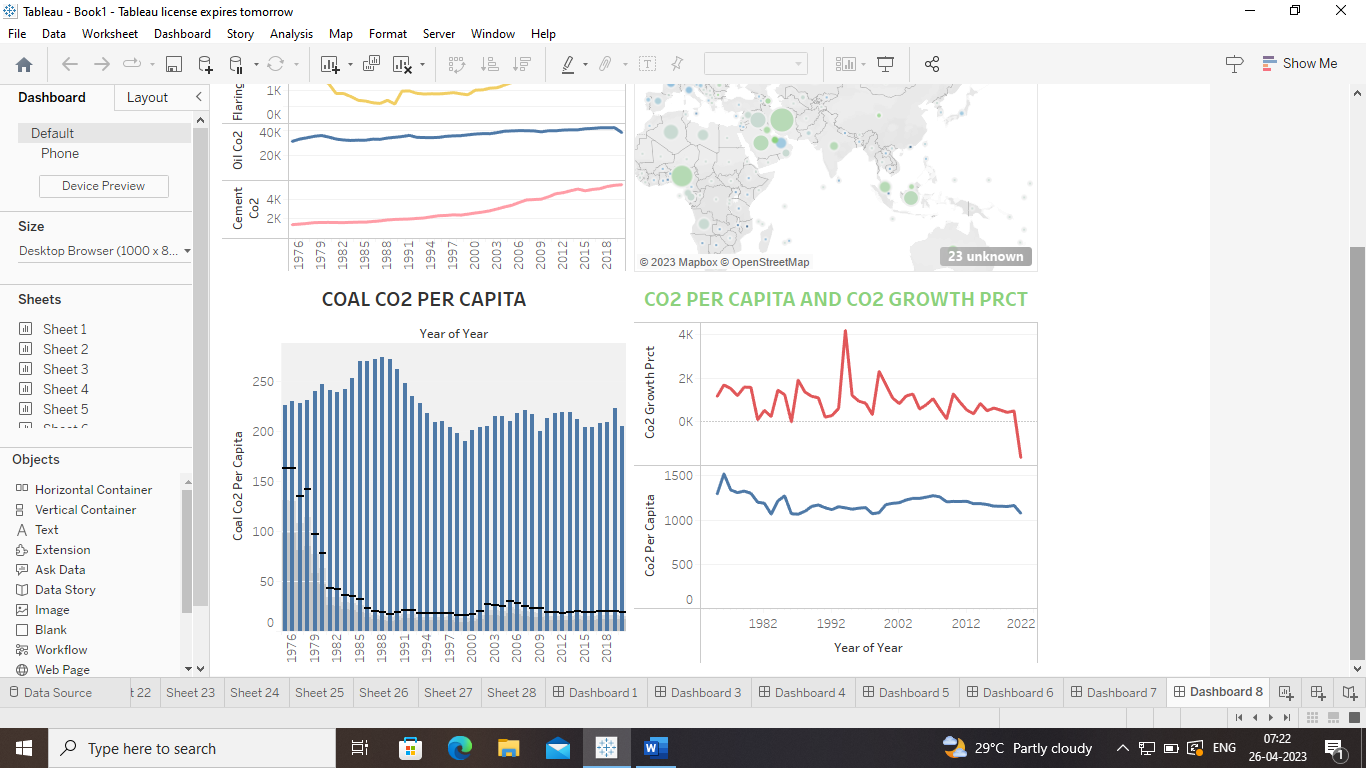 Tableau - Book1 - Tableau license expires tomorrow
File Data Worksheet Dashboard Story Analysis Map Format Server Window Help
Show Me
Dashboard Layout
Default
Phone
Device Preview
Size
Desktop Browser (1000 x 8...
Sheets
Sheet 1
Sheet 2
Sheet 3
Sheet 4
Sheet 5
Objects
Horizontal Container
Vertical Container
Text
Extension
Ask Data
Data Story
Image
Blank
Workflow
Web Page
Flaring
1K
0K
Oil Co2
40K
20K
Cement
Co2
4K
2K
1976 1979 1982 1985 1988 1991 1994 1997 2000 2003 2006 2009 2012 2015 2018
© 2023 Mapbox © OpenStreetMap
23 unknown
COAL CO2 PER CAPITA
Year of Year
Coal Co2 Per Capita
250
200
150
100
50
0
1976 1979 1982 1985 1988 1991 1994 1997 2000 2003 2006 2009 2012 2015 2018
CO2 PER CAPITA AND CO2 GROWTH PRCT
Co2 Growth Prct
4K
2K
0K
Co2 Per Capita
1500
1000
500
0
1982 1992 2002 2012 2022
Year of Year
Data Source t 22 Sheet 23 Sheet 24 Sheet 25 Sheet 26 Sheet 27 Sheet 28 Dashboard 1 Dashboard 3 Dashboard 4 Dashboard 5 Dashboard 6 Dashboard 7 Dashboard 8
Type here to search
29°C Partly cloudy
ENG
07:22
26-04-2023
1